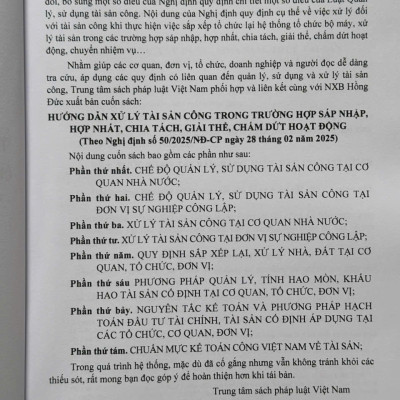 đổi, bổ sung một số điều của Nghị định quy định chi tiết một số điều của Luật Quản
lý, sử dụng tài sản công. Nội dung của Nghị định quy định cụ thể về việc xử lý đối
với tài sản công khi thực hiện việc sắp xếp tổ chức lại hệ thống tổ chức bộ máy, xử
lý tài sản trong các trường hợp sáp nhập, hợp nhất, chia tách, giải thể, chấm dứt hoạt
động, chuyển nhiệm vụ…
Nhằm giúp các cơ quan, đơn vị, tổ chức, doanh nghiệp và người đọc dễ dàng
tra cứu, áp dụng các quy định có liên quan đến quản lý, sử dụng và xử lý tài sản
công, Trung tâm sách pháp luật Việt Nam phối hợp và liên kết cùng với NXB Hồng
Đức xuất bản cuốn sách:
HƯỚNG DẪN XỬ LÝ TÀI SẢN CÔNG TRONG TRƯỜNG HỢP SÁP NHẬP,
HỢP NHẤT, CHIA TÁCH, GIẢI THỂ, CHẤM DỨT HOẠT ĐỘNG
(Theo Nghị định số 50/2025/NĐ-CP ngày 28 tháng 02 năm 2025)
Nội dung cuốn sách bao gồm các phần như sau:
Phần thứ nhất. CHẾ ĐỘ QUẢN LÝ, SỬ DỤNG TÀI SẢN CÔNG TẠI CƠ
QUAN NHÀ NƯỚC;
Phần thứ hai. CHẾ ĐỘ QUẢN LÝ, SỬ DỤNG TÀI SẢN CÔNG TẠI
ĐƠN VỊ SỰ NGHIỆP CÔNG LẬP;
Phần thứ ba. XỬ LÝ TÀI SẢN CÔNG TẠI CƠ QUAN NHÀ NƯỚC;
Phần thứ tư. XỬ LÝ TÀI SẢN CÔNG TẠI ĐƠN VỊ SỰ NGHIỆP CÔNG LẬP;
Phần thứ năm. QUY ĐỊNH SẮP XẾP LẠI, XỬ LÝ NHÀ, ĐẤT TẠI CƠ
QUAN, TỔ CHỨC, ĐƠN VỊ;
Phần thứ sáu PHƯƠNG PHÁP QUẢN LÝ, TÍNH HAO MÒN, KHẤU
HAO TÀI SẢN CỐ ĐỊNH TẠI CƠ QUAN, TỔ CHỨC, ĐƠN VỊ;
Phần thứ bảy. NGUYÊN TẮC KẾ TOÁN VÀ PHƯƠNG PHÁP HẠCH
TOÁN ĐẦU TƯ TÀI CHÍNH, TÀI SẢN CỐ ĐỊNH ÁP DỤNG TẠI
CÁC TỔ CHỨC, CƠ QUAN, ĐƠN VỊ;
Phần thứ tám. CHUẨN MỰC KẾ TOÁN CÔNG VIỆT NAM VỀ TÀI SẢN;
Trong quá trình hệ thống, mặc dù đã cố gắng nhưng vẫn không tránh khỏi các
thiếu sót, rất mong bạn đọc góp ý để hoàn thiện hơn khi tái bản.
Trung tâm sách pháp luật Việt Nam